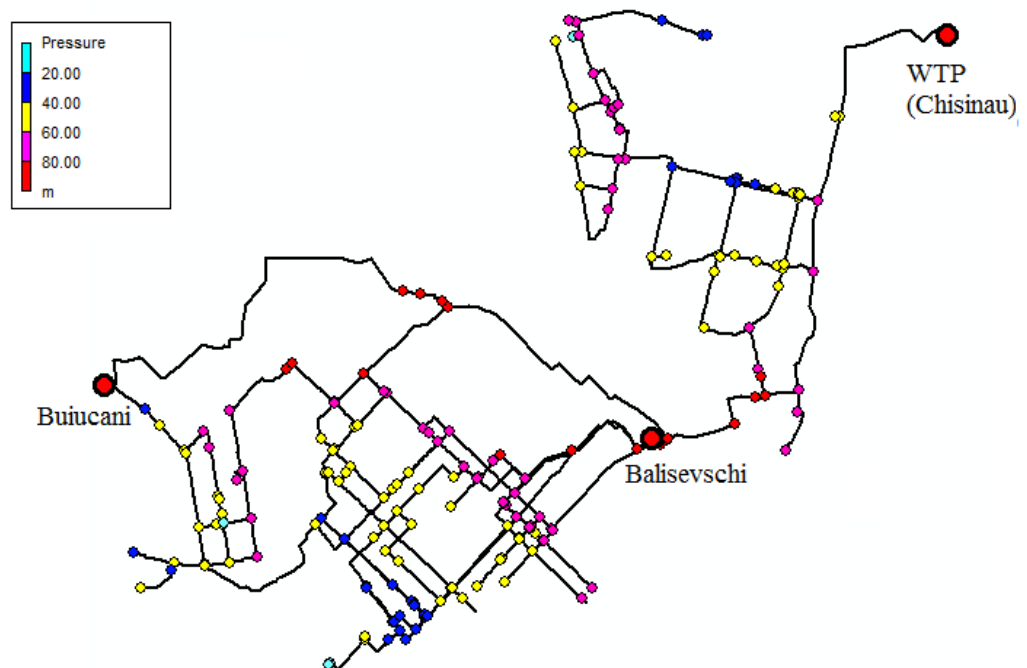 Pressure
20.00
40.00
60.00
80.00
m
WTP
(Chisinau)
Buiucani
Balisevschi